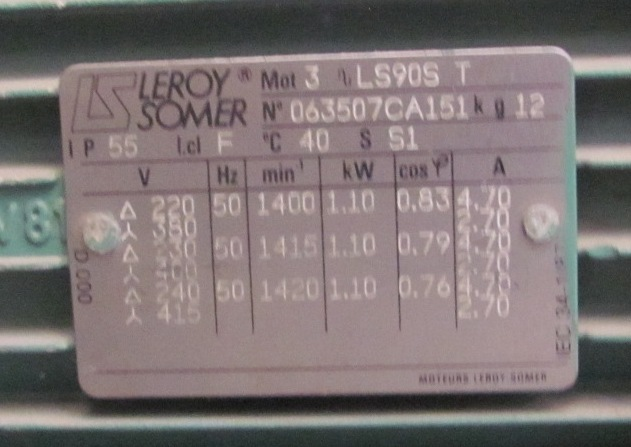 LEROY ® Mot 3 ~ LS90S T
SOMER N° 063507CA151 kg 12
IP 55 I.cl F °C 40 S S1
V Hz min⁻¹ kW cos φ A
Δ 220 50 1400 1.10 0.83 4.70
Y 380 2.70
Δ 230 50 1415 1.10 0.79 4.70
Y 400 2.70
Δ 240 50 1420 1.10 0.76 4.70
Y 415 2.70
MOTEURS LEROY-SOMER
IEC 34